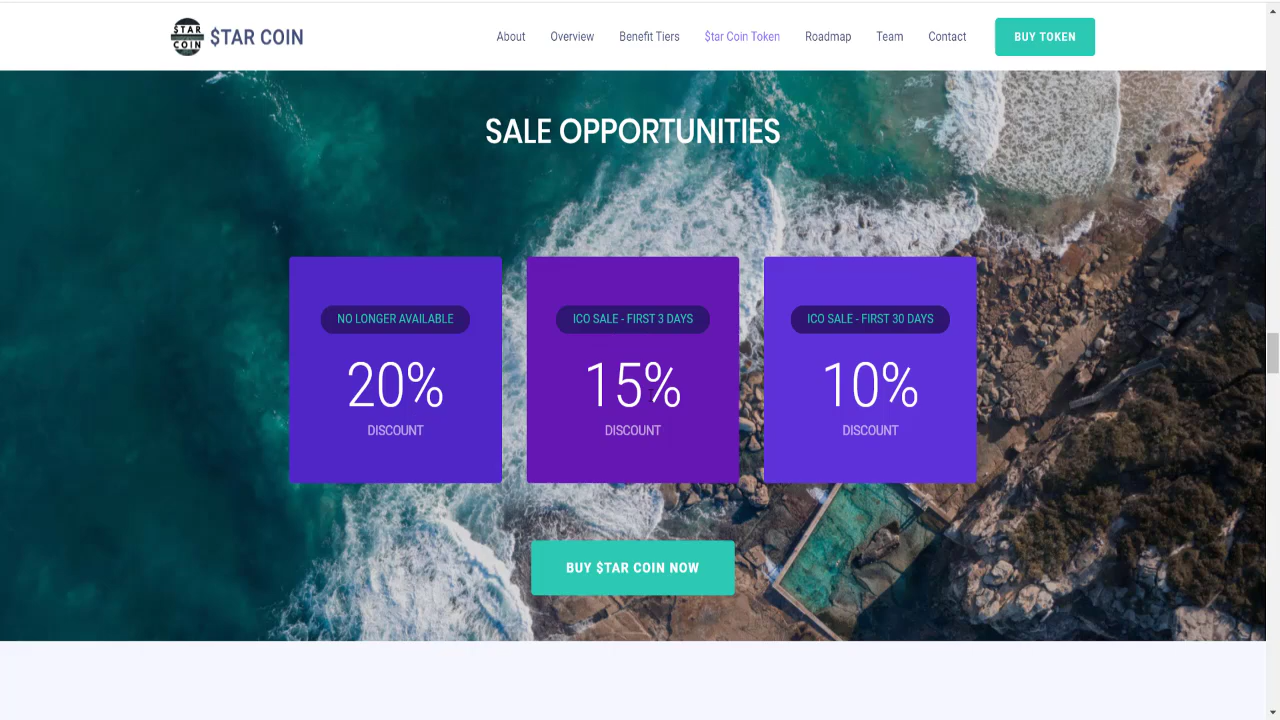 $TAR
COIN
$TAR COIN
About
Overview
Benefit Tiers
$tar Coin Token
Roadmap
Team
Contact
BUY TOKEN
SALE OPPORTUNITIES
NO LONGER AVAILABLE
20%
DISCOUNT
ICO SALE - FIRST 3 DAYS
15%
DISCOUNT
ICO SALE - FIRST 30 DAYS
10%
DISCOUNT
BUY $TAR COIN NOW